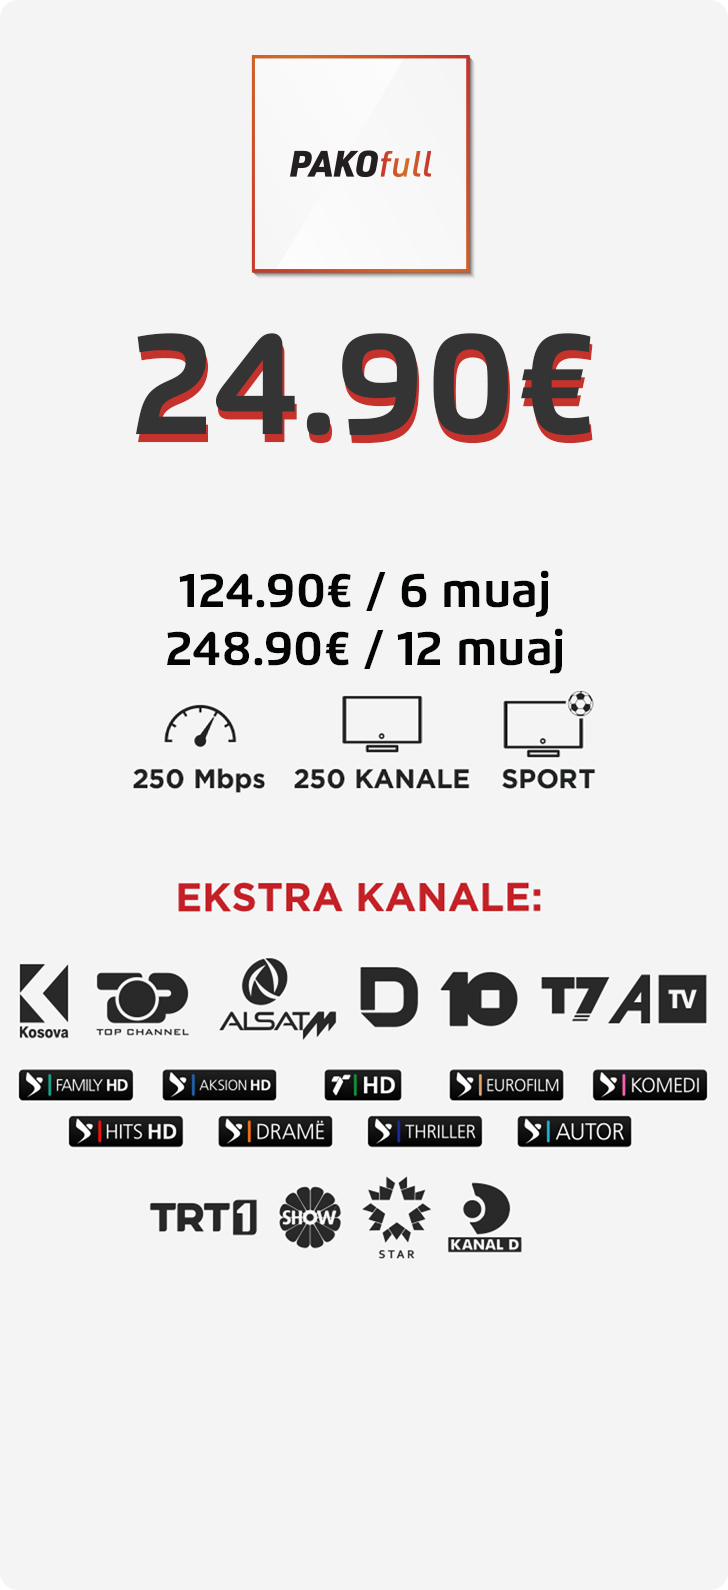 PAKOfull
24.90€
124.90€ / 6 muaj
248.90€ / 12 muaj
250 Mbps 250 KANALE SPORT
EKSTRA KANALE:
Kosova TOP CHANNEL ALSAT M D 10 T7 A TV
FAMILY HD AKSION HD T HD EUROFILM KOMEDI
HITS HD DRAMË THRILLER AUTOR
TRT1 SHOW STAR KANAL D